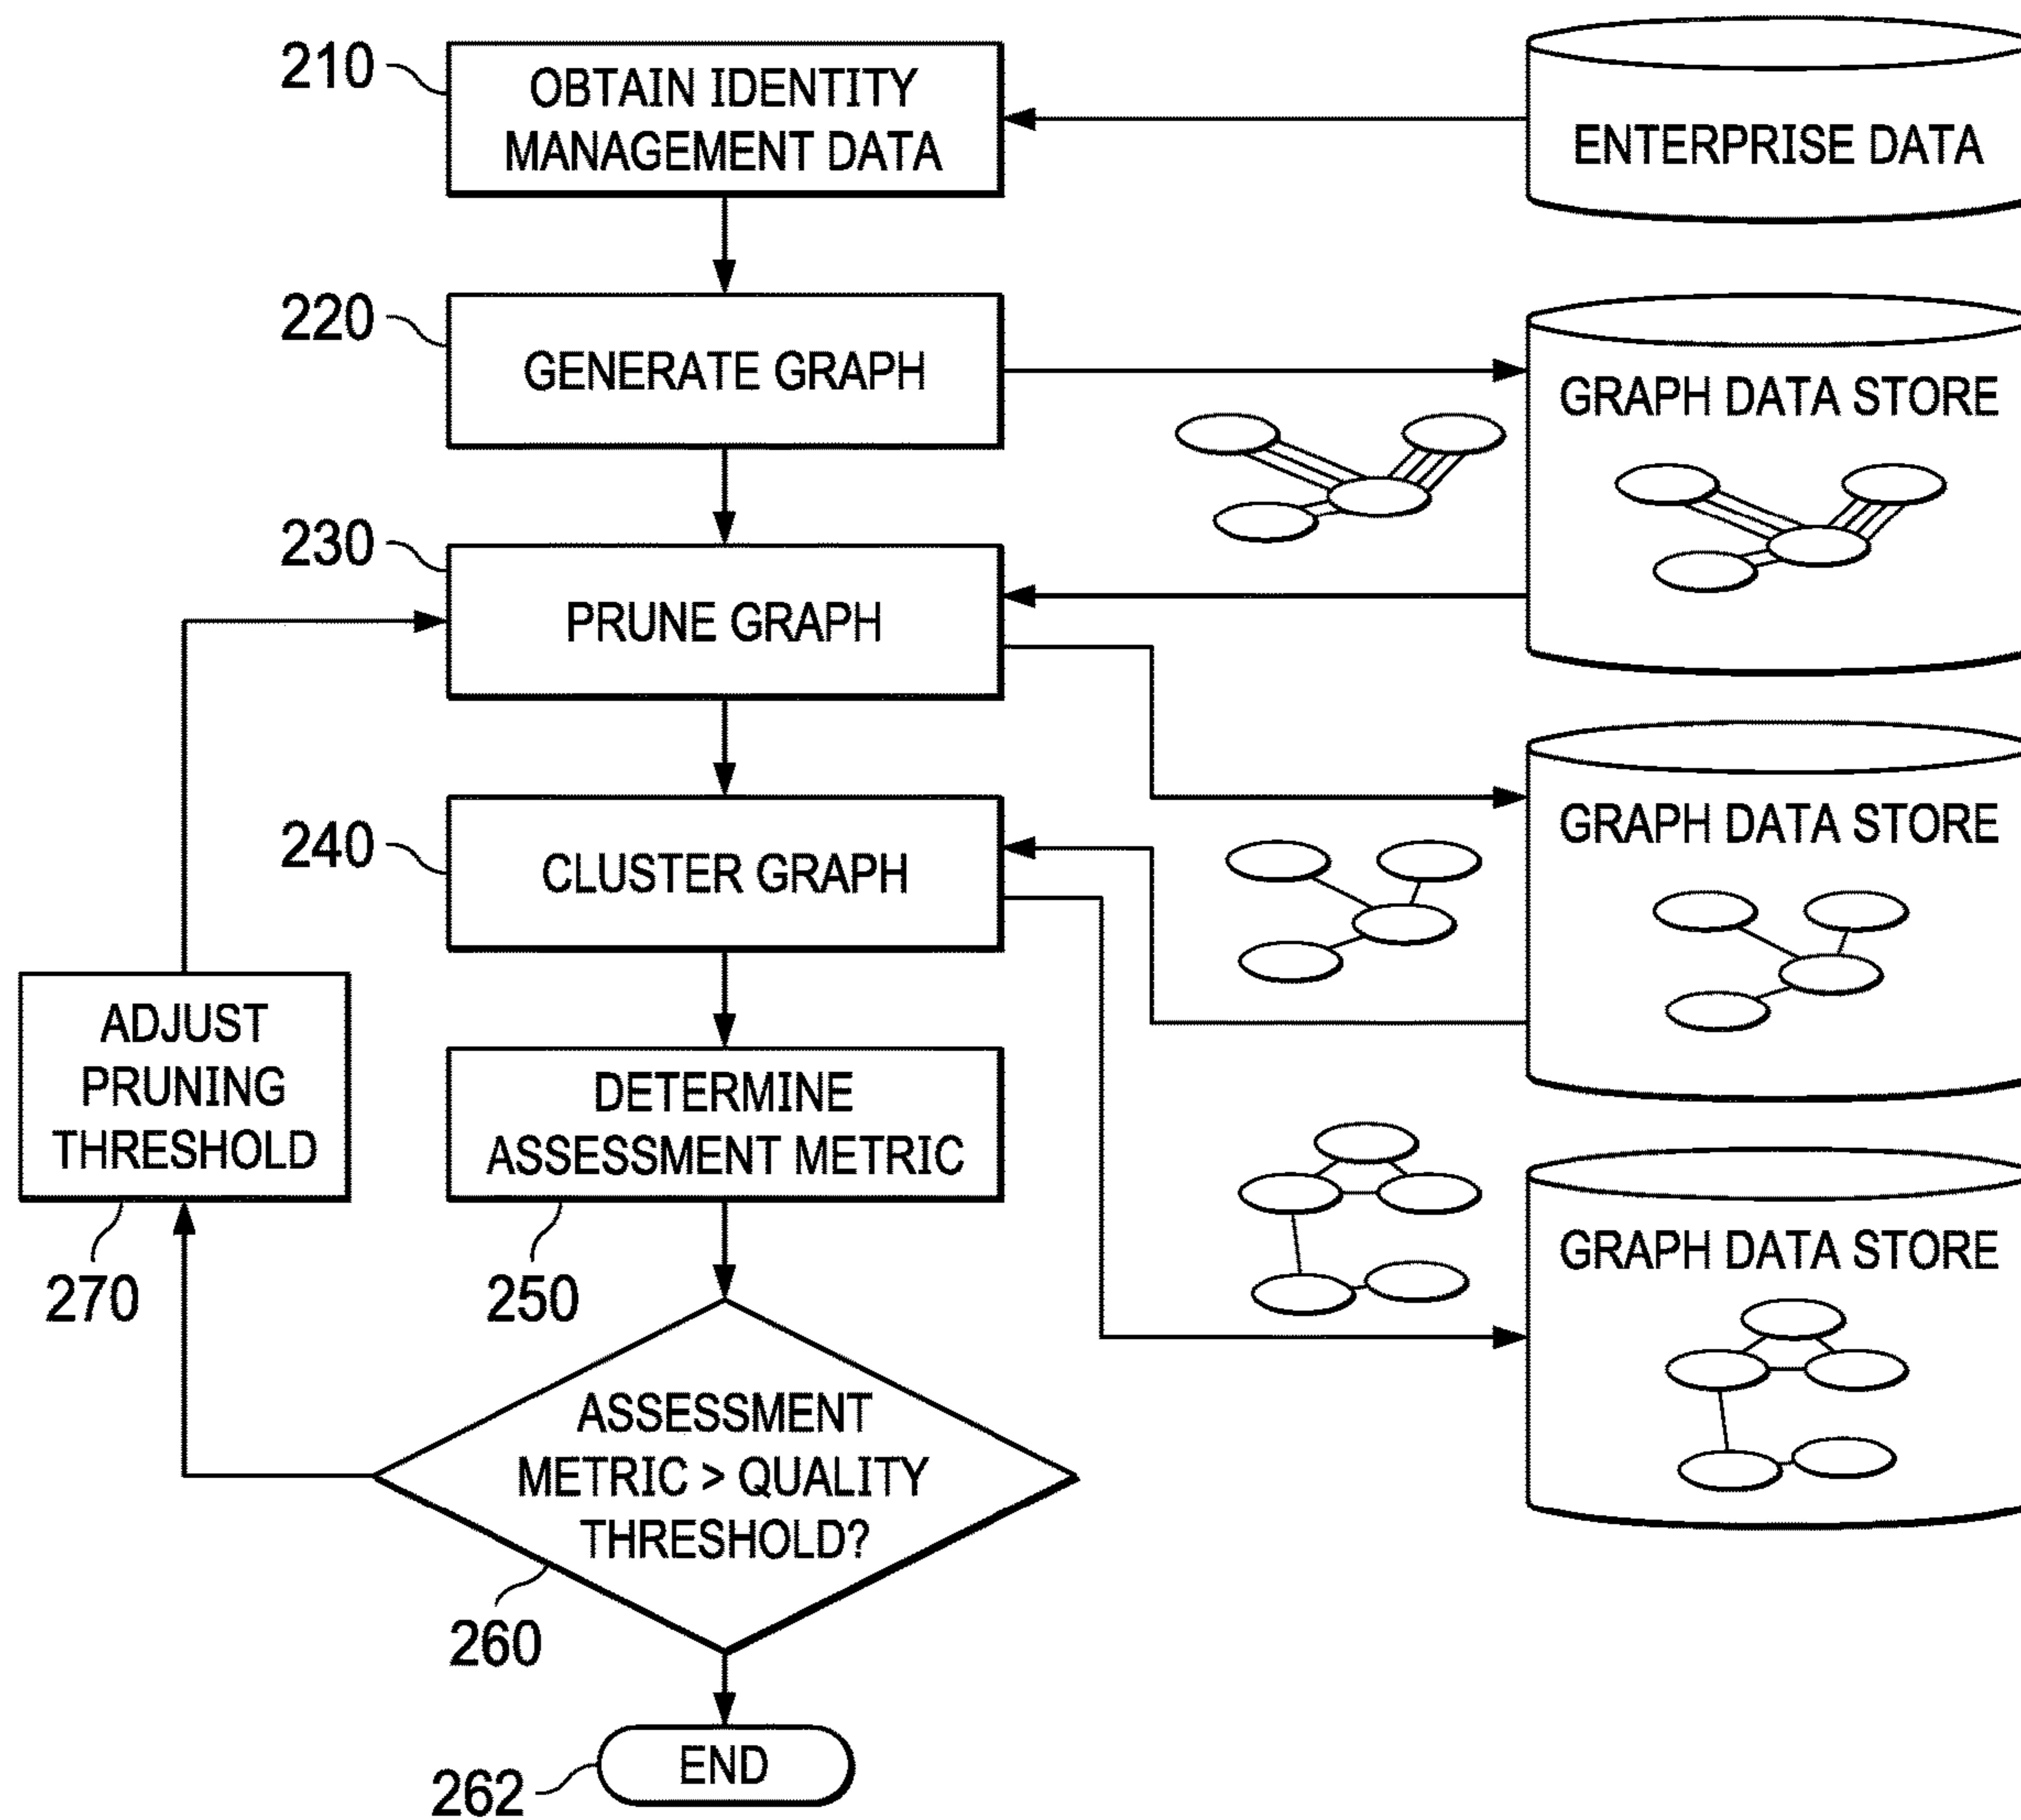 210
OBTAIN IDENTITY
MANAGEMENT DATA
ENTERPRISE DATA
220
GENERATE GRAPH
GRAPH DATA STORE
230
PRUNE GRAPH
240
CLUSTER GRAPH
GRAPH DATA STORE
ADJUST
PRUNING
THRESHOLD
270
DETERMINE
ASSESSMENT METRIC
250
GRAPH DATA STORE
ASSESSMENT
METRIC > QUALITY
THRESHOLD?
260
END
262